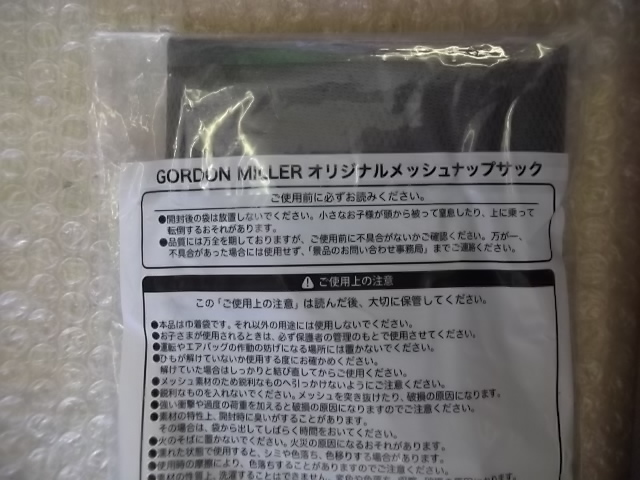 GORDON MILLER オリジナルメッシュナップサック
ご使用前に必ずお読みください。
●開封後の袋は放置しないでください。小さなお子様が頭から被って窒息したり、上に乗って
転倒するおそれがあります。
●品質には万全を期しておりますが、ご使用前に不具合がないかご確認ください。万が一、
不具合があった場合には使用せず、「景品のお問い合わせ事務局」までご連絡ください。
ご使用上の注意
この「ご使用上の注意」は読んだ後、大切に保管してください。
●本品は巾着袋です。それ以外の用途には使用しないでください。
●お子さまが使用されるときは、必ず保護者の管理のもとで使用させてください。
●運転やエアバッグの作動の妨げになる場所には置かないでください。
●ひもが解けていないか使用する度にお確かめください。
解けていた場合はしっかりと結び直してからご使用ください。
●メッシュ素材のため鋭利なものへ引っかけないようにご注意ください。
●鋭利なものを入れないでください。メッシュを突き抜けたり、破損の原因になります。
●強い衝撃や過度の荷重を加えると破損の原因になりますのでご注意ください。
●素材の特性上、開封時に臭いがすることがあります。
その場合は、袋から出してしばらく時間をおいてください。
●火のそばに置かないでください。火災の原因になるおそれがあります。
●濡れた状態で使用すると、シミや色落ち、色移りする場合があります。
●使用時の摩擦により、色落ちすることがありますのでご注意ください。
●素材の性質上、洗濯することはできません。